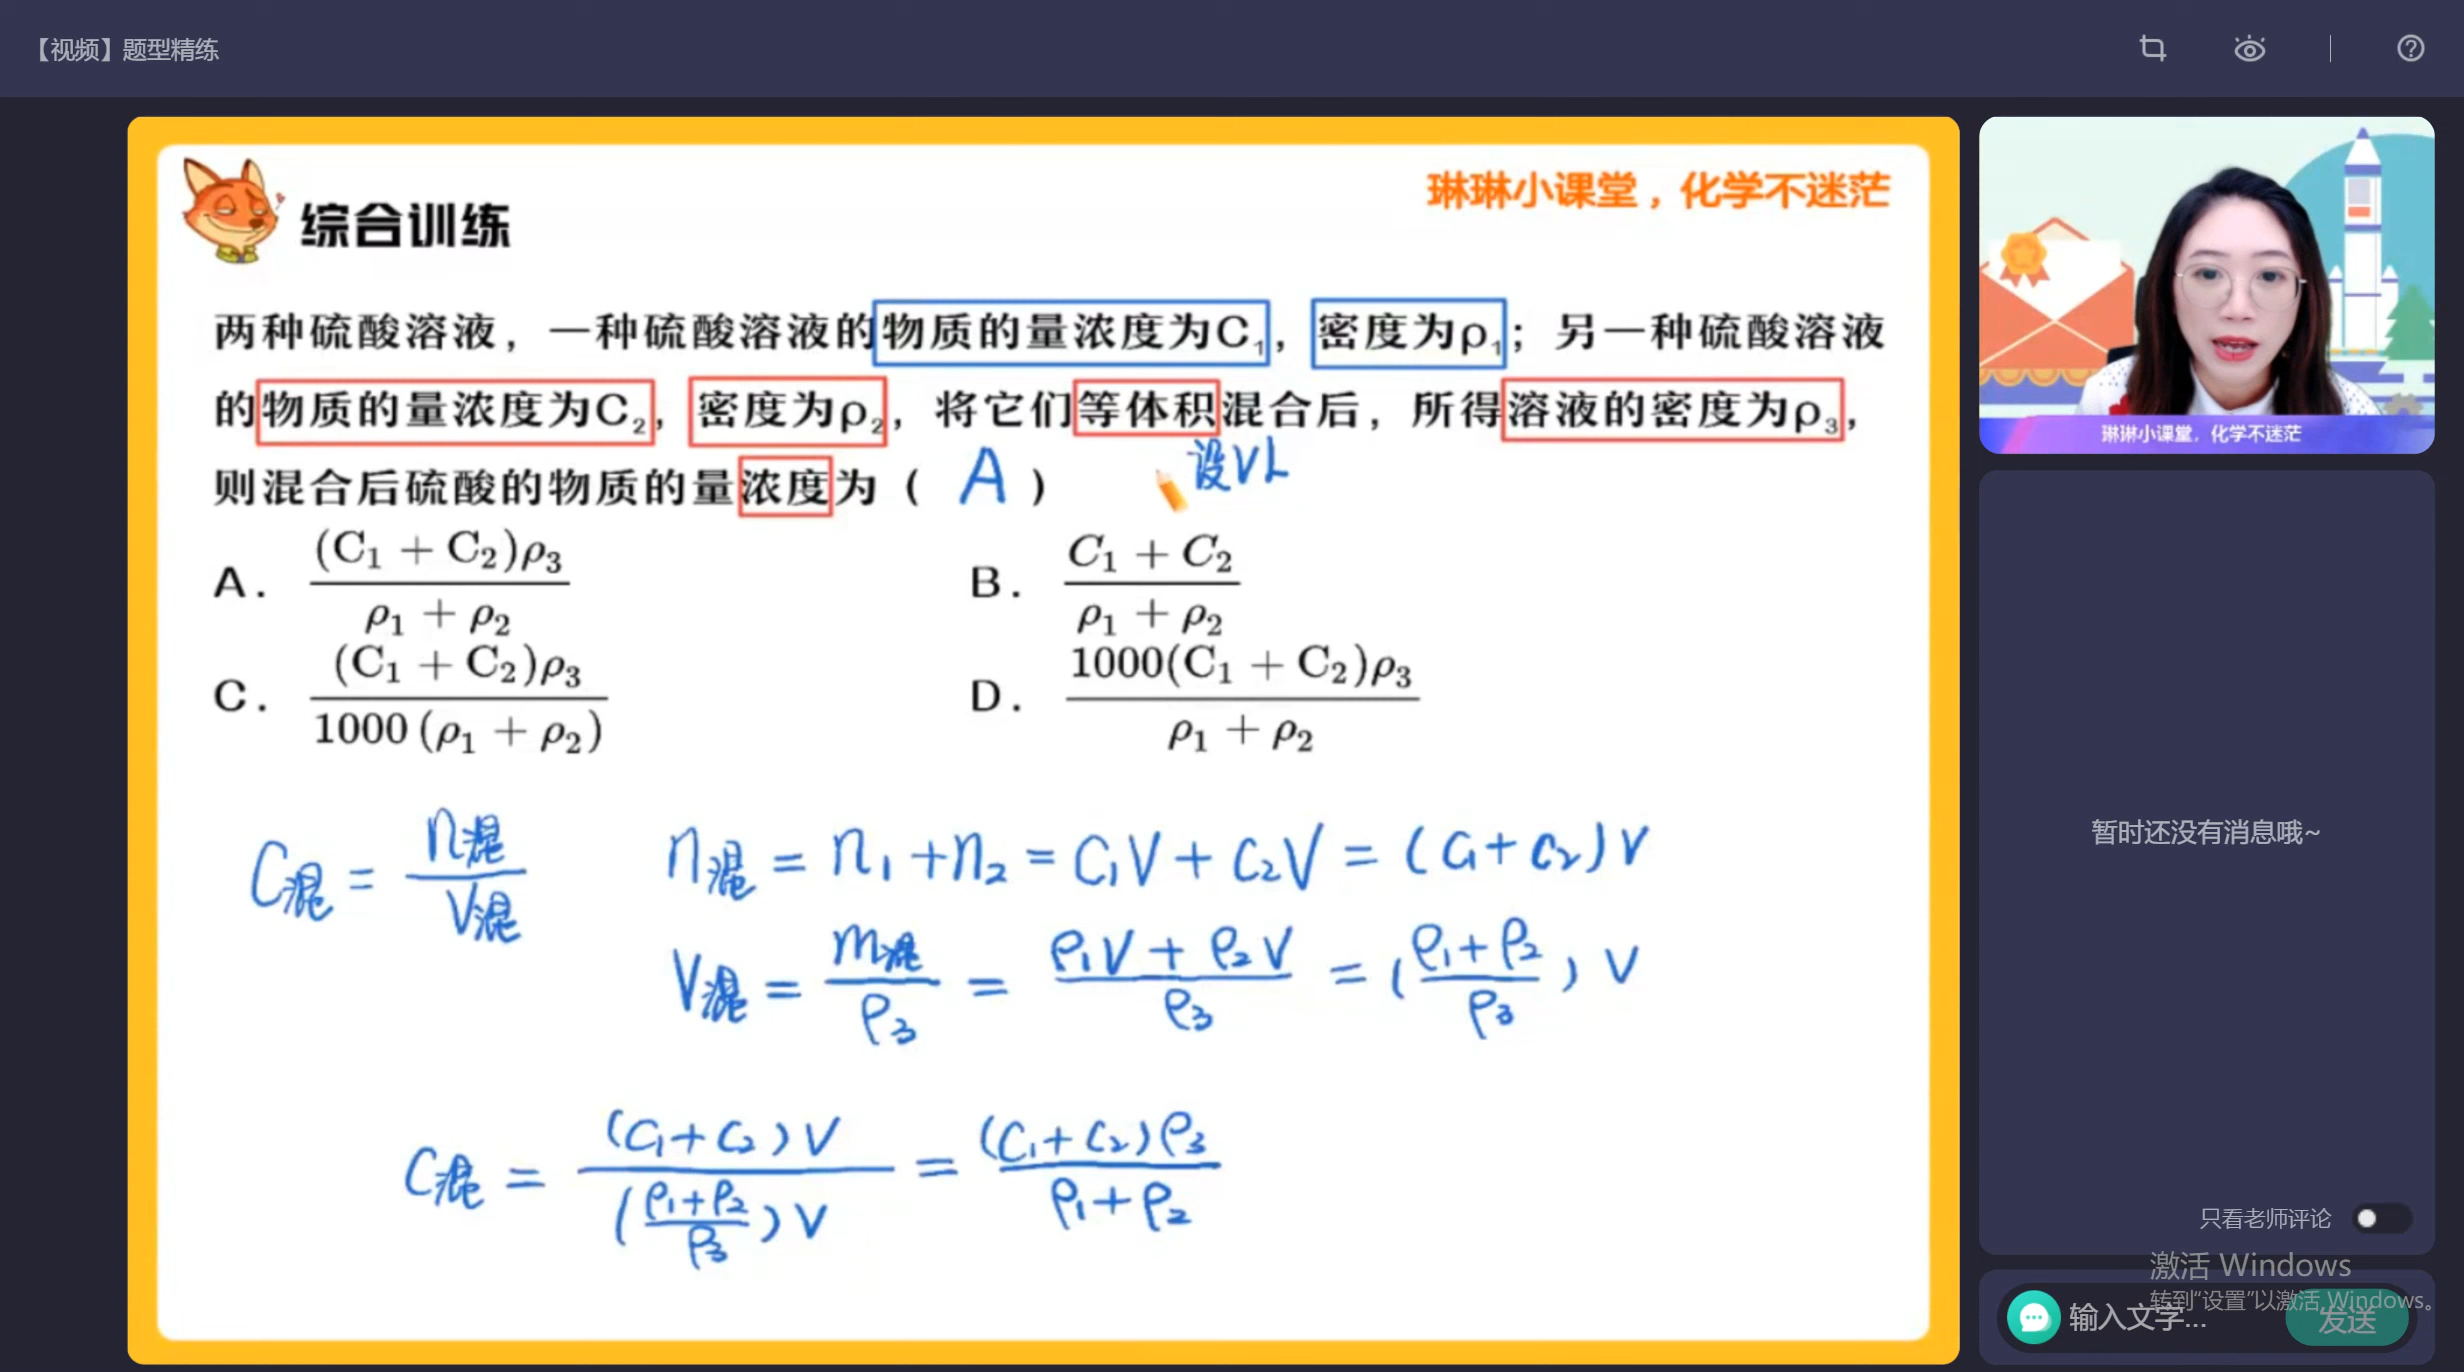 【视频】题型精练
综合训练
琳琳小课堂，化学不迷茫
两种硫酸溶液，一种硫酸溶液的物质的量浓度为C₁，密度为ρ₁；另一种硫酸溶液
的物质的量浓度为C₂，密度为ρ₂，将它们等体积混合后，所得溶液的密度为ρ₃，
设VL
则混合后硫酸的物质的量浓度为（ A ）
A. (C₁ + C₂)ρ₃ / ρ₁ + ρ₂
B. C₁ + C₂ / ρ₁ + ρ₂
C. (C₁ + C₂)ρ₃ / 1000(ρ₁ + ρ₂)
D. 1000(C₁ + C₂)ρ₃ / ρ₁ + ρ₂
C混 = n混 / V混
n混 = n₁ + n₂ = C₁V + C₂V = (C₁ + C₂)V
V混 = m混 / ρ₃ = ρ₁V + ρ₂V / ρ₃ = (ρ₁ + ρ₂ / ρ₃)V
C混 = (C₁ + C₂)V / (ρ₁ + ρ₂ / ρ₃)V = (C₁ + C₂)ρ₃ / ρ₁ + ρ₂
琳琳小课堂，化学不迷茫
暂时还没有消息哦~
只看老师评论
激活 Windows
转到"设置"以激活 Windows。
输入文字...
发送